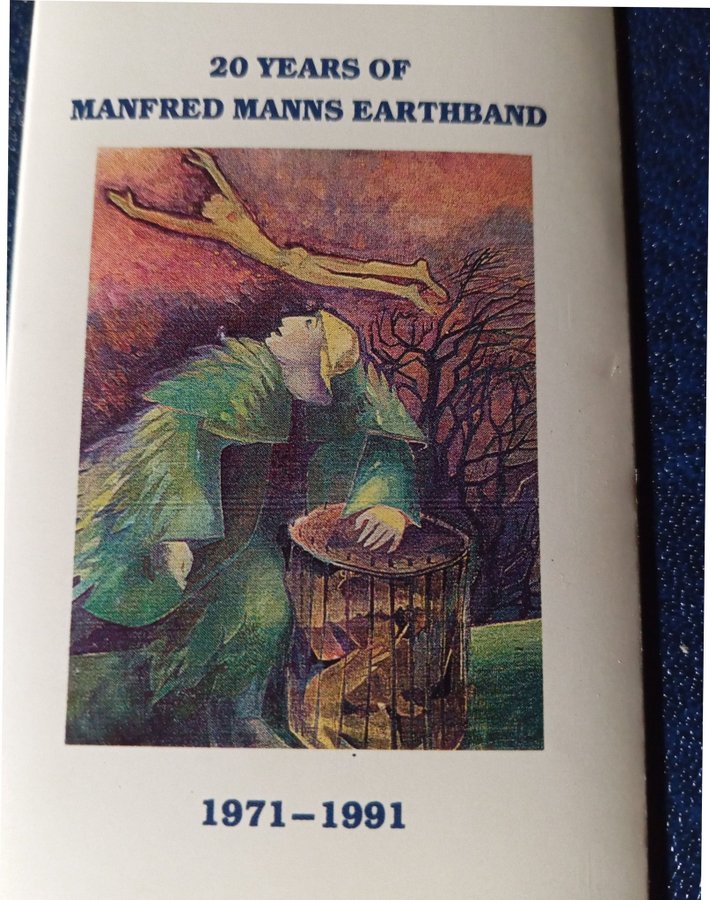 20 YEARS OF
MANFRED MANNS EARTHBAND
1971–1991